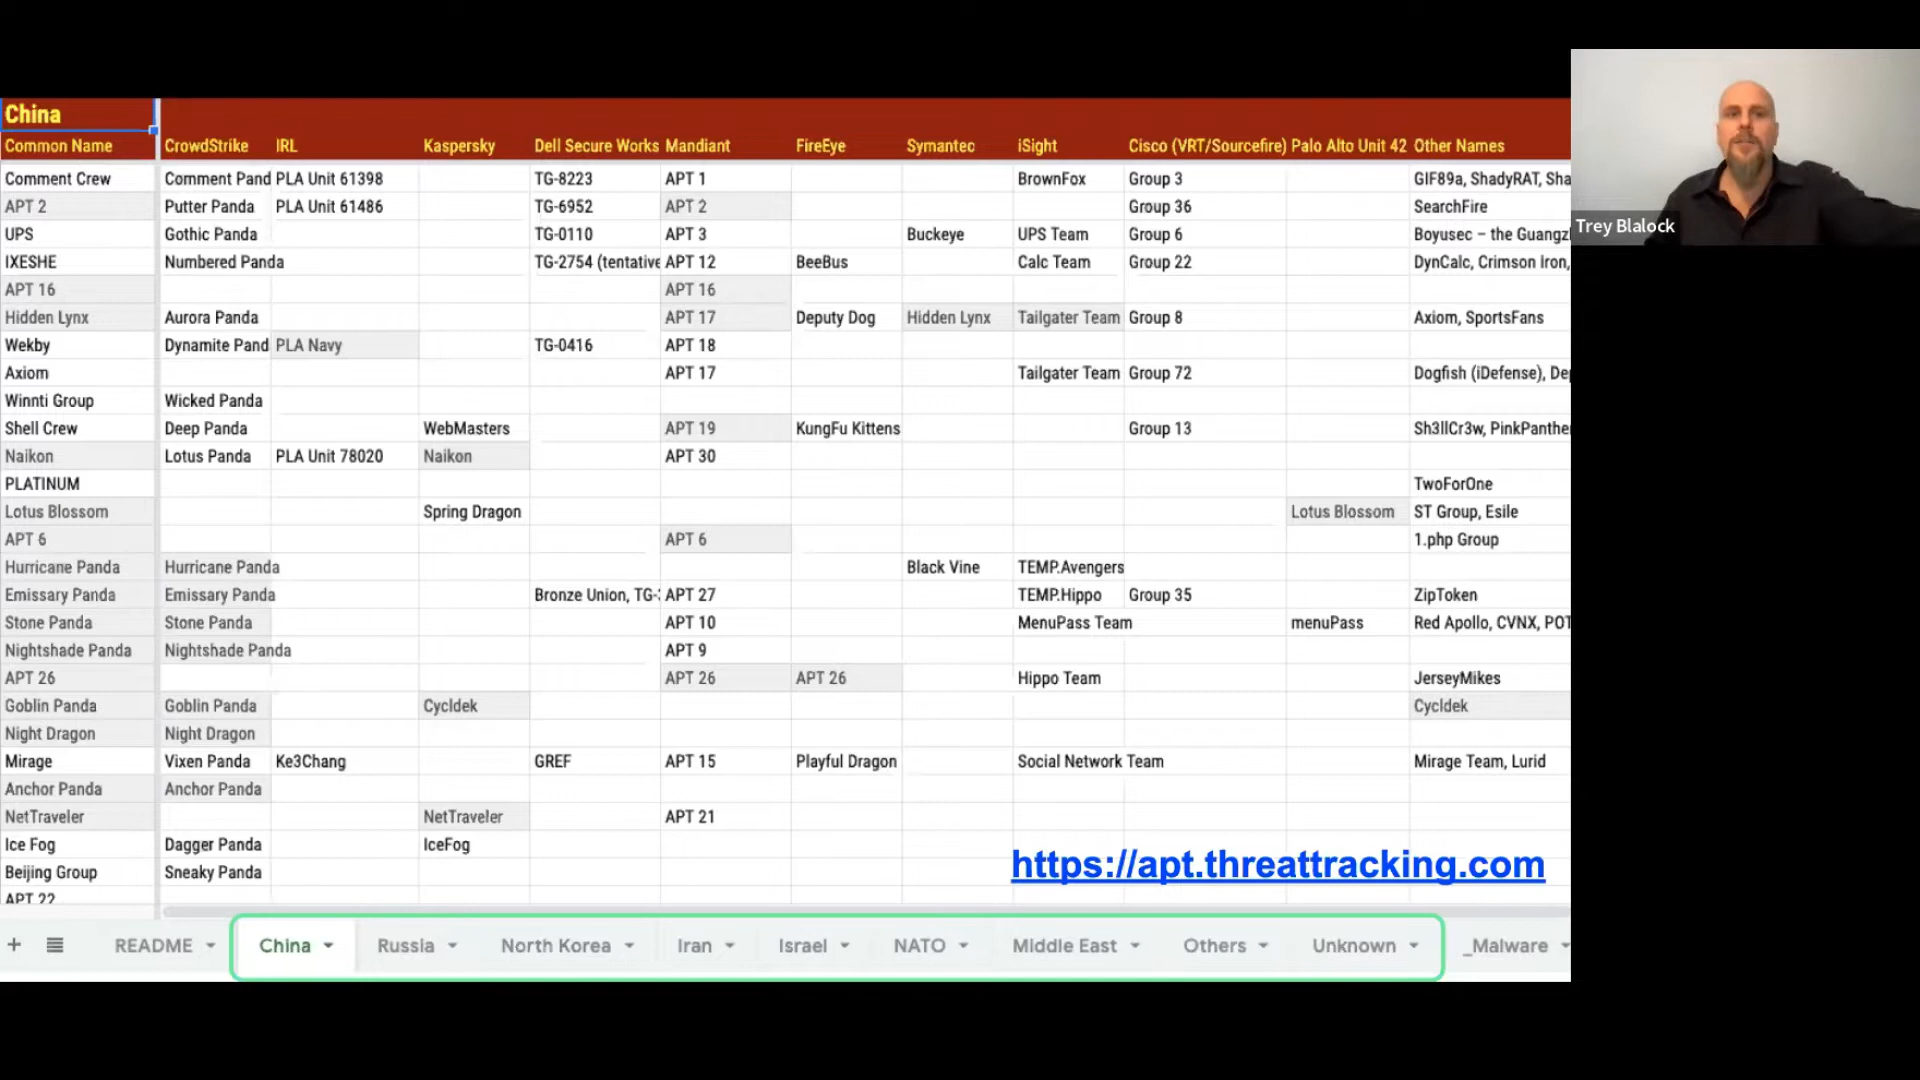 China
Common Name CrowdStrike IRL Kaspersky Dell Secure Works Mandiant FireEye Symantec iSight Cisco (VRT/Sourcefire) Palo Alto Unit 42 Other Names
Comment Crew Comment Pand PLA Unit 61398 TG-8223 APT 1 BrownFox Group 3 GIF89a, ShadyRAT, Sha
APT 2 Putter Panda PLA Unit 61486 TG-6952 APT 2 Group 36 SearchFire
UPS Gothic Panda TG-0110 APT 3 Buckeye UPS Team Group 6 Boyusec – the Guangz
IXESHE Numbered Panda TG-2754 (tentative APT 12 BeeBus Calc Team Group 22 DynCalc, Crimson Iron,
APT 16 APT 16
Hidden Lynx Aurora Panda APT 17 Deputy Dog Hidden Lynx Tailgater Team Group 8 Axiom, SportsFans
Wekby Dynamite Pand PLA Navy TG-0416 APT 18
Axiom APT 17 Tailgater Team Group 72 Dogfish (iDefense), De
Winnti Group Wicked Panda
Shell Crew Deep Panda WebMasters APT 19 KungFu Kittens Group 13 Sh3llCr3w, PinkPanthe
Naikon Lotus Panda PLA Unit 78020 Naikon APT 30
PLATINUM TwoForOne
Lotus Blossom Spring Dragon Lotus Blossom ST Group, Esile
APT 6 APT 6 1.php Group
Hurricane Panda Hurricane Panda Black Vine TEMP.Avengers
Emissary Panda Emissary Panda Bronze Union, TG- APT 27 TEMP.Hippo Group 35 ZipToken
Stone Panda Stone Panda APT 10 MenuPass Team menuPass Red Apollo, CVNX, POT
Nightshade Panda Nightshade Panda APT 9
APT 26 APT 26 APT 26 Hippo Team JerseyMikes
Goblin Panda Goblin Panda Cycldek Cycldek
Night Dragon Night Dragon
Mirage Vixen Panda Ke3Chang GREF APT 15 Playful Dragon Social Network Team Mirage Team, Lurid
Anchor Panda Anchor Panda
NetTraveler NetTraveler APT 21
Ice Fog Dagger Panda IceFog
Beijing Group Sneaky Panda
APT 22
https://apt.threattracking.com
README China Russia North Korea Iran Israel NATO Middle East Others Unknown _Malware
Trey Blalock